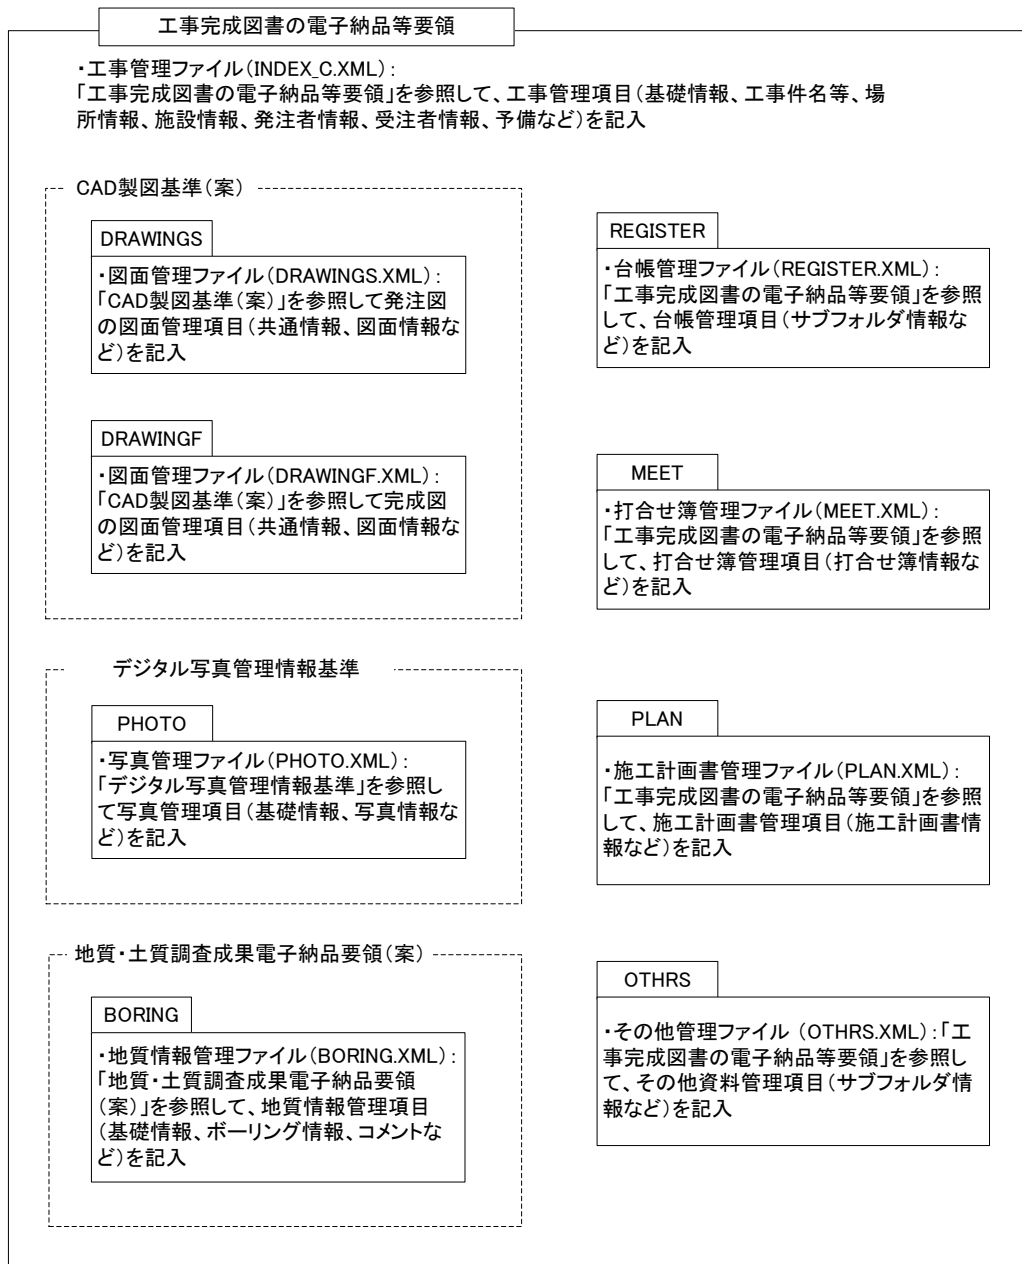 工事完成図書の電子納品等要領
・工事管理ファイル(INDEX_C.XML):
「工事完成図書の電子納品等要領」を参照して、工事管理項目(基礎情報、工事件名等、場
所情報、施設情報、発注者情報、受注者情報、予備など)を記入
CAD製図基準(案)
DRAWINGS
・図面管理ファイル(DRAWINGS.XML):
「CAD製図基準(案)」を参照して発注図
の図面管理項目(共通情報、図面情報な
ど)を記入
DRAWINGF
・図面管理ファイル(DRAWINGF.XML):
「CAD製図基準(案)」を参照して完成図
の図面管理項目(共通情報、図面情報な
ど)を記入
デジタル写真管理情報基準
PHOTO
・写真管理ファイル(PHOTO.XML):
「デジタル写真管理情報基準」を参照し
て写真管理項目(基礎情報、写真情報な
ど)を記入
地質・土質調査成果電子納品要領(案)
BORING
・地質情報管理ファイル(BORING.XML):
「地質・土質調査成果電子納品要領
(案)」を参照して、地質情報管理項目
(基礎情報、ボーリング情報、コメントな
ど)を記入
REGISTER
・台帳管理ファイル(REGISTER.XML):
「工事完成図書の電子納品等要領」を参照
して、台帳管理項目(サブフォルダ情報な
ど)を記入
MEET
・打合せ簿管理ファイル(MEET.XML):
「工事完成図書の電子納品等要領」を参照
して、打合せ簿管理項目(打合せ簿情報な
ど)を記入
PLAN
・施工計画書管理ファイル(PLAN.XML):
「工事完成図書の電子納品等要領」を参照
して、施工計画書管理項目(施工計画書情
報など)を記入
OTHRS
・その他管理ファイル (OTHRS.XML):「工
事完成図書の電子納品等要領」を参照し
て、その他資料管理項目(サブフォルダ情
報など)を記入